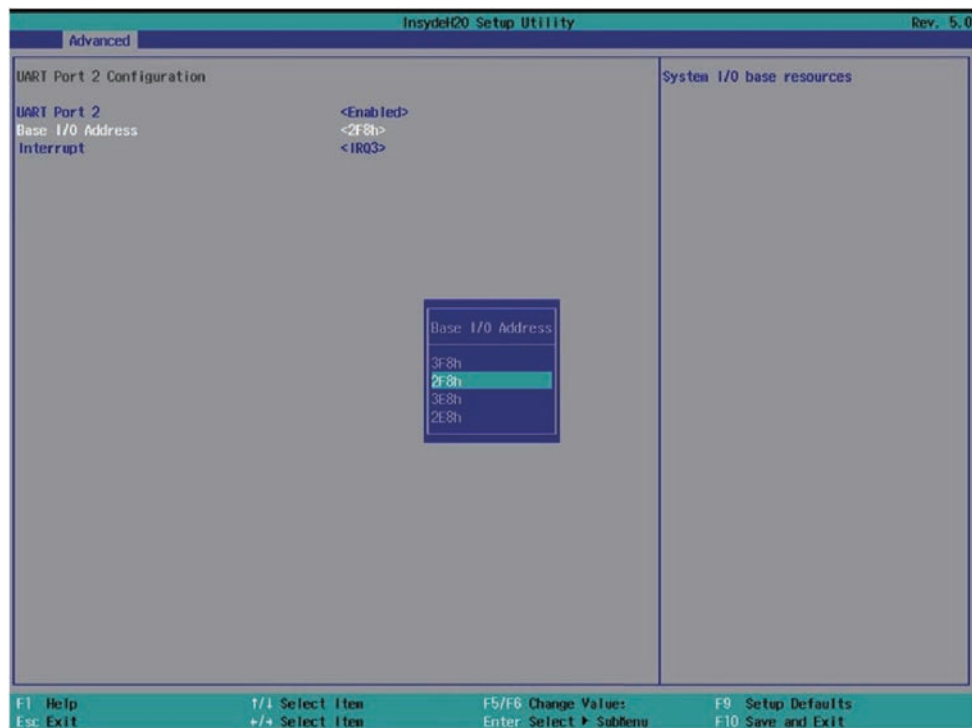 InsydeH20 Setup Utility Rev. 5.0
Advanced
UART Port 2 Configuration
System I/O base resources
UART Port 2 <Enabled>
Base I/O Address <2F8h>
Interrupt <IRQ3>
Base I/O Address
3F8h
2F8h
3E8h
2E8h
F1 Help ↑/↓ Select Item F5/F6 Change Value: F9 Setup Defaults
Esc Exit ←/→ Select Item Enter Select ▶ SubMenu F10 Save and Exit